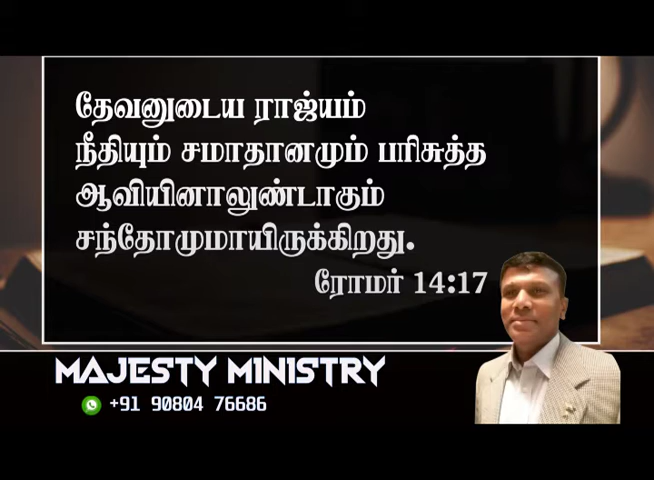 தேவனுடைய ராஜ்யம்
நீதியும் சமாதானமும் பரிசுத்த
ஆவியினாலுண்டாகும்
சந்தோமுமாயிருக்கிறது.
ரோமர் 14:17
MAJESTY MINISTRY
+91 90804 76686